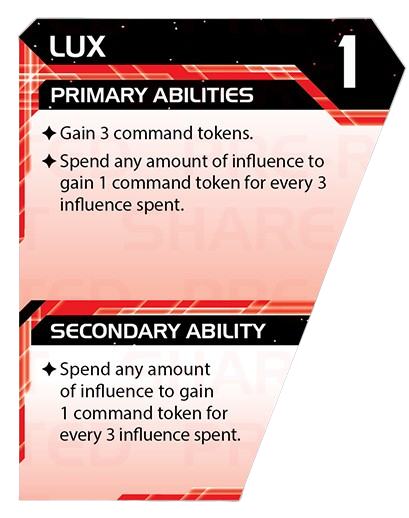 LUX
1
PRIMARY ABILITIES
Gain 3 command tokens.
Spend any amount of influence to
gain 1 command token for every 3
influence spent.
SECONDARY ABILITY
Spend any amount
of influence to gain
1 command token for
every 3 influence spent.